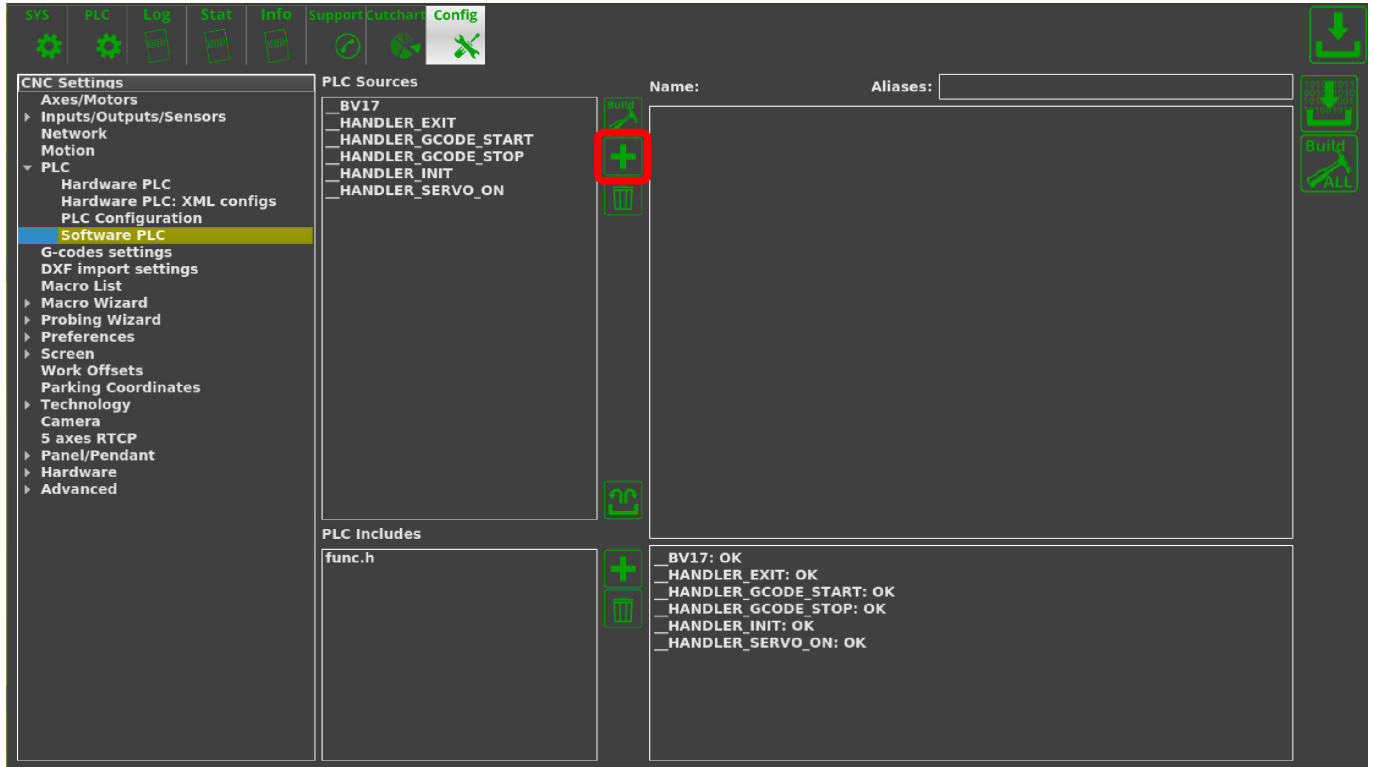 SYS PLC Log Stat Info Support Cutchart Config
CNC Settings
Axes/Motors
Inputs/Outputs/Sensors
Network
Motion
PLC
Hardware PLC
Hardware PLC: XML configs
PLC Configuration
Software PLC
G-codes settings
DXF import settings
Macro List
Macro Wizard
Probing Wizard
Preferences
Screen
Work Offsets
Parking Coordinates
Technology
Camera
5 axes RTCP
Panel/Pendant
Hardware
Advanced
PLC Sources
__BV17
__HANDLER_EXIT
__HANDLER_GCODE_START
__HANDLER_GCODE_STOP
__HANDLER_INIT
__HANDLER_SERVO_ON
Build
PLC Includes
func.h
Name: Aliases:
__BV17: OK
__HANDLER_EXIT: OK
__HANDLER_GCODE_START: OK
__HANDLER_GCODE_STOP: OK
__HANDLER_INIT: OK
__HANDLER_SERVO_ON: OK
Build
ALL